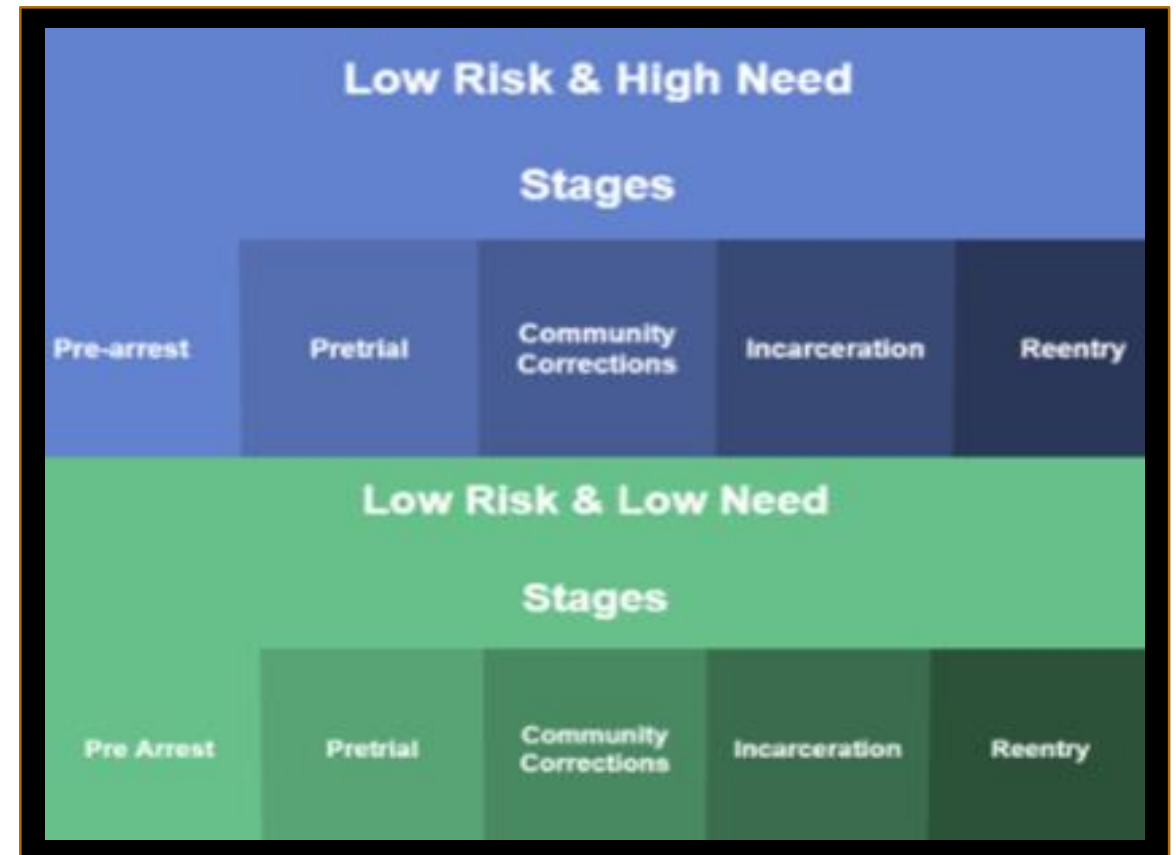 Low Risk & High Need
Stages
Pre-arrest
Pretrial
Community
Corrections
Incarceration
Reentry
Low Risk & Low Need
Stages
Pre Arrest
Pretrial
Community
Corrections
Incarceration
Reentry